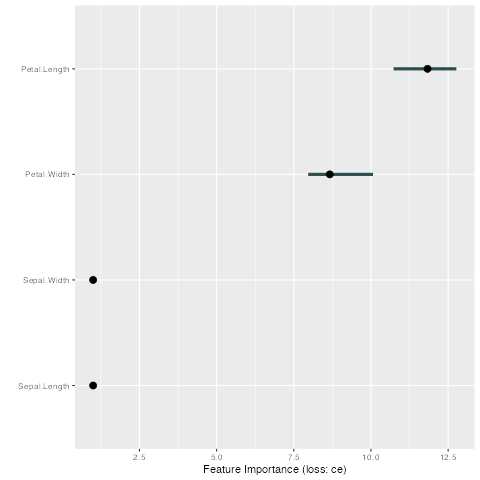 Petal.Length
Petal.Width
Sepal.Width
Sepal.Length
2.5 5.0 7.5 10.0 12.5
Feature Importance (loss: ce)